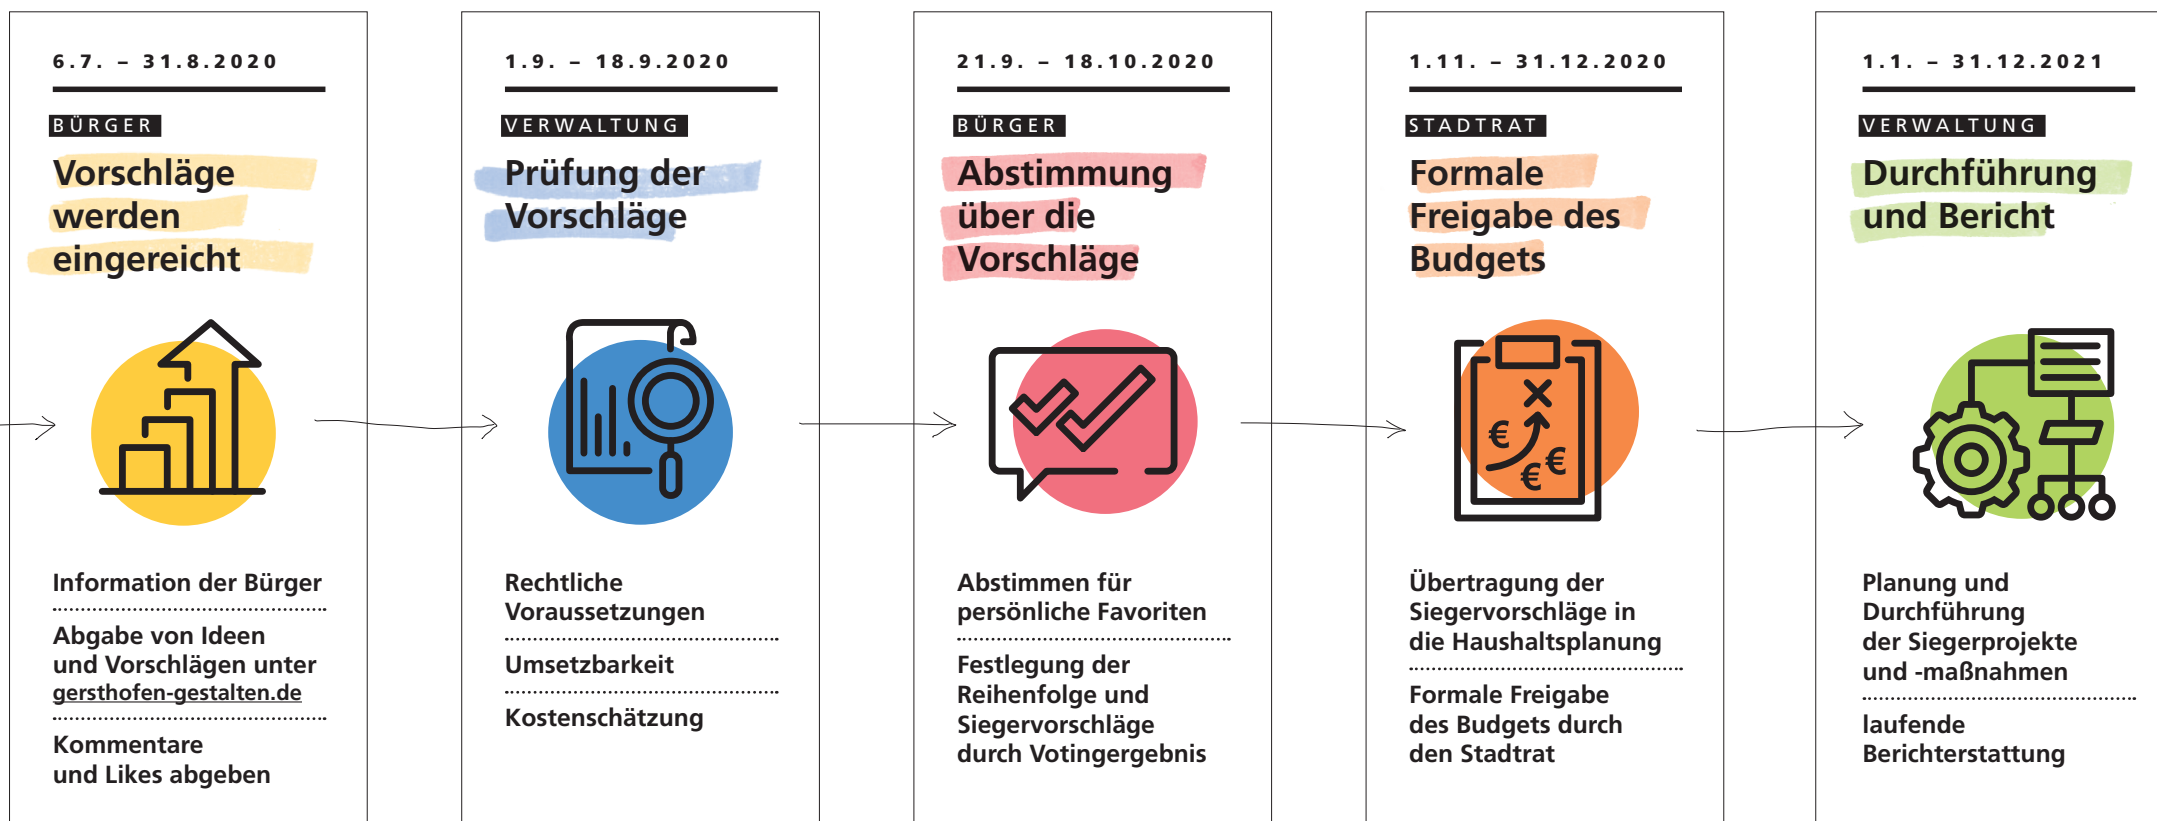 6.7. – 31.8.2020
BÜRGER
Vorschläge
werden
eingereicht
Information der Bürger
Abgabe von Ideen
und Vorschlägen unter
gersthofen-gestalten.de
Kommentare
und Likes abgeben
1.9. – 18.9.2020
VERWALTUNG
Prüfung der
Vorschläge
Rechtliche
Voraussetzungen
Umsetzbarkeit
Kostenschätzung
21.9. – 18.10.2020
BÜRGER
Abstimmung
über die
Vorschläge
Abstimmen für
persönliche Favoriten
Festlegung der
Reihenfolge und
Siegervorschläge
durch Votingergebnis
1.11. – 31.12.2020
STADTRAT
Formale
Freigabe des
Budgets
€
€ €
Übertragung der
Siegervorschläge in
die Haushaltsplanung
Formale Freigabe
des Budgets durch
den Stadtrat
1.1. – 31.12.2021
VERWALTUNG
Durchführung
und Bericht
Planung und
Durchführung
der Siegerprojekte
und -maßnahmen
laufende
Berichterstattung